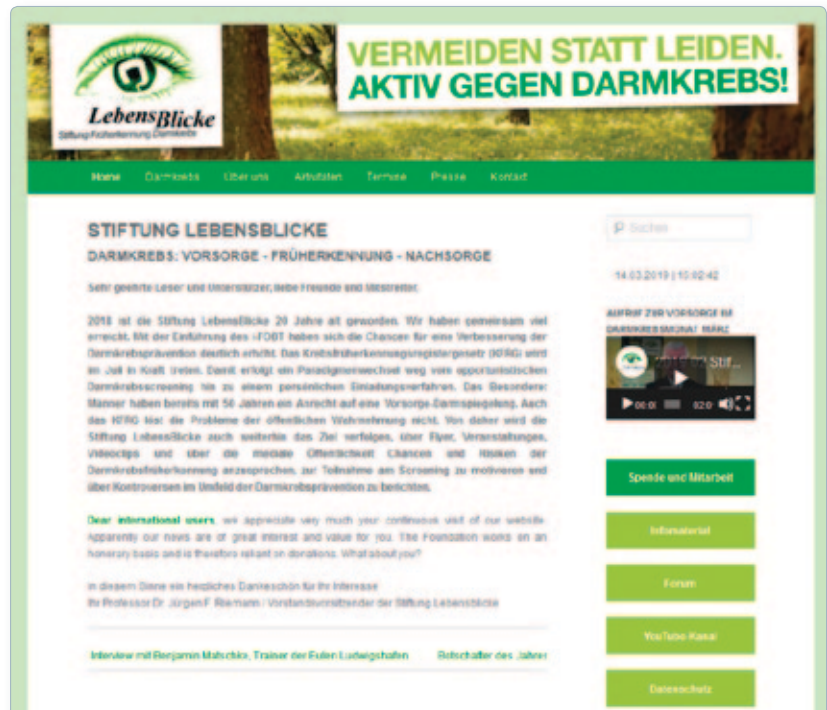 VERMEIDEN STATT LEIDEN.
AKTIV GEGEN DARMKREBS!
LebensBlicke
Stiftung Früherkennung Darmkrebs
Home Darmkrebs Über uns Aktivitäten Termine Presse Kontakt
STIFTUNG LEBENSBLICKE
DARMKREBS: VORSORGE - FRÜHERKENNUNG - NACHSORGE
Sehr geehrte Leser und Unterstützer, liebe Freunde und Mitstreiter,
2018 ist die Stiftung LebensBlicke 20 Jahre alt geworden. Wir haben gemeinsam viel
erreicht. Mit der Einführung des i-FOBT haben sich die Chancen für eine Verbesserung der
Darmkrebsprävention deutlich erhöht. Das Krebsfrüherkennungsregistergesetz (KFRG) wird
im Juli in Kraft treten. Damit erfolgt ein Paradigmenwechsel weg vom opportunistischen
Darmkrebsscreening hin zu einem persönlichen Einladungsverfahren. Das Besondere:
Männer haben bereits mit 50 Jahren ein Anrecht auf eine Vorsorge-Darmspiegelung. Auch
das KFRG löst die Probleme der öffentlichen Wahrnehmung nicht. Von daher wird die
Stiftung LebensBlicke auch weiterhin das Ziel verfolgen, über Flyer, Veranstaltungen,
Videoclips und über die mediale Öffentlichkeit Chancen und Risiken der
Darmkrebsfrüherkennung anzusprechen, zur Teilnahme am Screening zu motivieren und
über Kontroversen im Umfeld der Darmkrebsprävention zu berichten.
Dear international users, we appreciate very much your continuous visit of our website.
Apparently our news are of great interest and value for you. The Foundation works on an
honorary basis and is therefore reliant on donations. What about you?
In diesem Sinne ein herzliches Dankeschön für Ihr Interesse
Ihr Professor Dr. Jürgen F. Riemann / Vorstandsvorsitzender der Stiftung Lebensblicke
Interview mit Benjamin Matschke, Trainer der Eulen Ludwigshafen Botschafter des Jahres
Suchen
14.03.2019 |
AUFRUF ZUR VORSORGE IM
DARMKREBSMONAT MÄRZ
Stif...
Spende und Mitarbeit
Infomaterial
Forum
YouTube-Kanal
Datenschutz